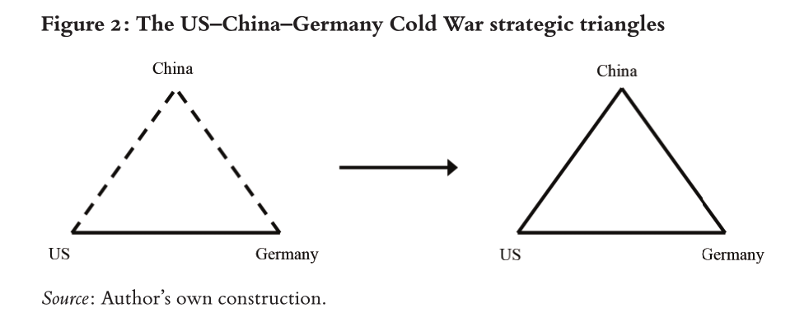 Figure 2: The US–China–Germany Cold War strategic triangles
China
China
US
Germany
US
Germany
Source: Author's own construction.